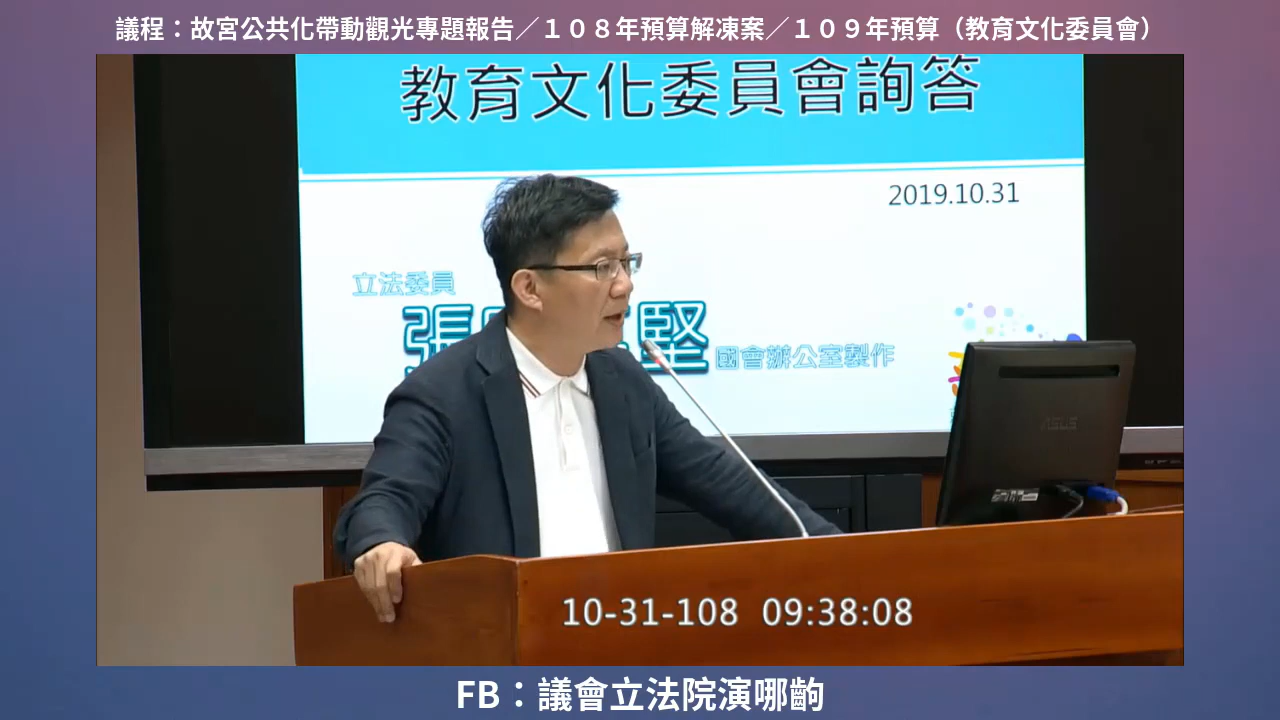 議程：故宮公共化帶動觀光專題報告／１０８年預算解凍案／１０９年預算（教育文化委員會）
教育文化委員會詢答
2019.10.31
立法委員
張
堅
國會辦公室製作
ASUS
10-31-108 09:38:08
FB：議會立法院演哪齣